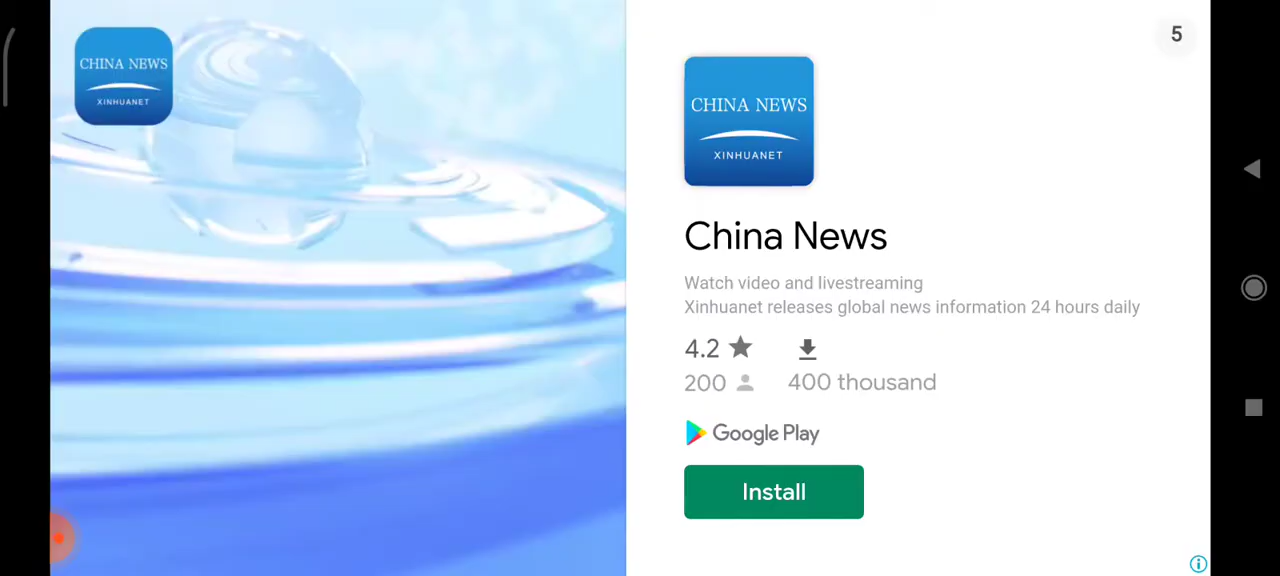 CHINA NEWS
XINHUANET
5
CHINA NEWS
XINHUANET
China News
Watch video and livestreaming
Xinhuanet releases global news information 24 hours daily
4.2
200
400 thousand
Google Play
Install